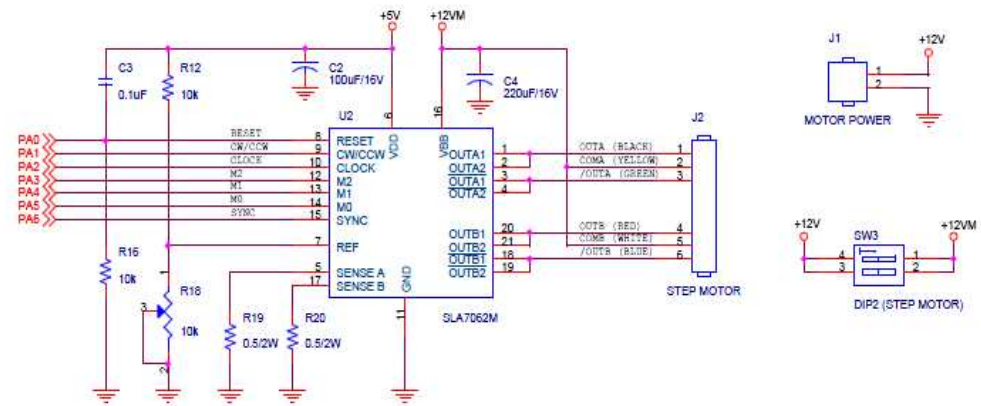 +5V
+12VM
C3
0.1uF
R12
10k
C2
100uF/16V
C4
220uF/16V
J1
+12V
1
2
MOTOR POWER
U2
6
VDD
16
VBB
PA0
PA1
PA2
PA3
PA4
PA5
PA6
RESET
CW/CCW
CLOCK
M2
M1
M0
SYNC
8
9
10
12
13
14
15
7
5
17
RESET
CW/CCW
CLOCK
M2
M1
M0
SYNC
REF
SENSE A
SENSE B
GND
11
OUTA1
OUTA2
OUTA1
OUTA2
OUTB1
OUTB2
OUTB1
OUTB2
1
2
3
4
20
21
18
19
SLA7062M
J2
OUTA (BLACK)
COMA (YELLOW)
/OUTA (GREEN)
OUTB (RED)
COMB (WHITE)
/OUTB (BLUE)
1
2
3
4
5
6
STEP MOTOR
R16
10k
1
3
R18
10k
2
R19
0.5/2W
R20
0.5/2W
+12V
+12VM
SW3
4
3
1
2
DIP2 (STEP MOTOR)